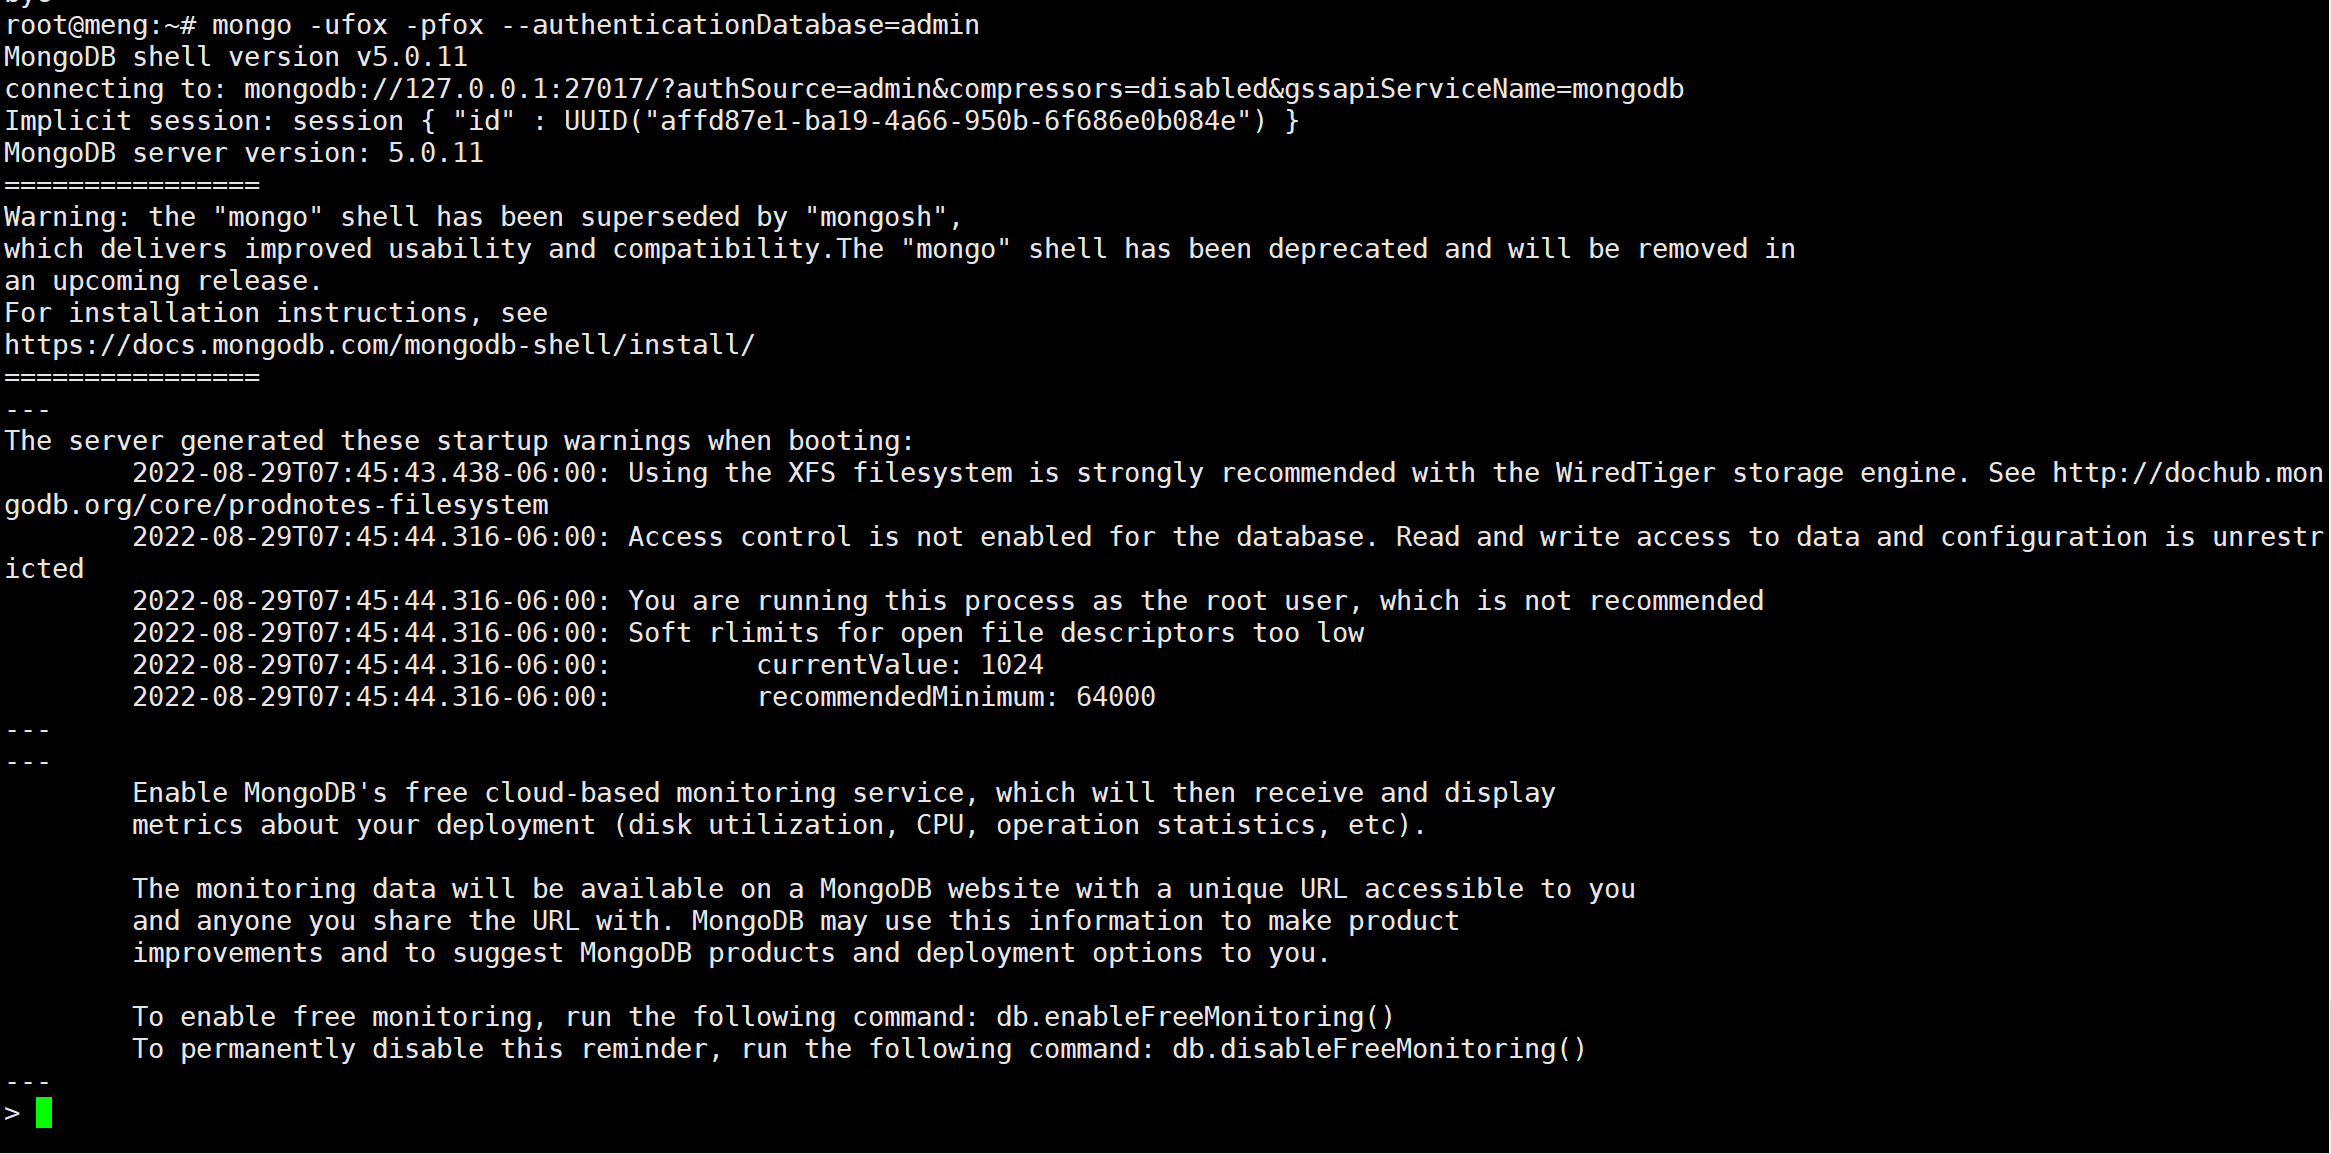 bye
root@meng:~# mongo -ufox -pfox --authenticationDatabase=admin
MongoDB shell version v5.0.11
connecting to: mongodb://127.0.0.1:27017/?authSource=admin&compressors=disabled&gssapiServiceName=mongodb
Implicit session: session { "id" : UUID("affd87e1-ba19-4a66-950b-6f686e0b084e") }
MongoDB server version: 5.0.11
================
Warning: the "mongo" shell has been superseded by "mongosh",
which delivers improved usability and compatibility.The "mongo" shell has been deprecated and will be removed in
an upcoming release.
For installation instructions, see
https://docs.mongodb.com/mongodb-shell/install/
================
---
The server generated these startup warnings when booting:
        2022-08-29T07:45:43.438-06:00: Using the XFS filesystem is strongly recommended with the WiredTiger storage engine. See http://dochub.mon
godb.org/core/prodnotes-filesystem
        2022-08-29T07:45:44.316-06:00: Access control is not enabled for the database. Read and write access to data and configuration is unrestr
icted
        2022-08-29T07:45:44.316-06:00: You are running this process as the root user, which is not recommended
        2022-08-29T07:45:44.316-06:00: Soft rlimits for open file descriptors too low
        2022-08-29T07:45:44.316-06:00:         currentValue: 1024
        2022-08-29T07:45:44.316-06:00:         recommendedMinimum: 64000
---
---
        Enable MongoDB's free cloud-based monitoring service, which will then receive and display
        metrics about your deployment (disk utilization, CPU, operation statistics, etc).

        The monitoring data will be available on a MongoDB website with a unique URL accessible to you
        and anyone you share the URL with. MongoDB may use this information to make product
        improvements and to suggest MongoDB products and deployment options to you.

        To enable free monitoring, run the following command: db.enableFreeMonitoring()
        To permanently disable this reminder, run the following command: db.disableFreeMonitoring()
---
>